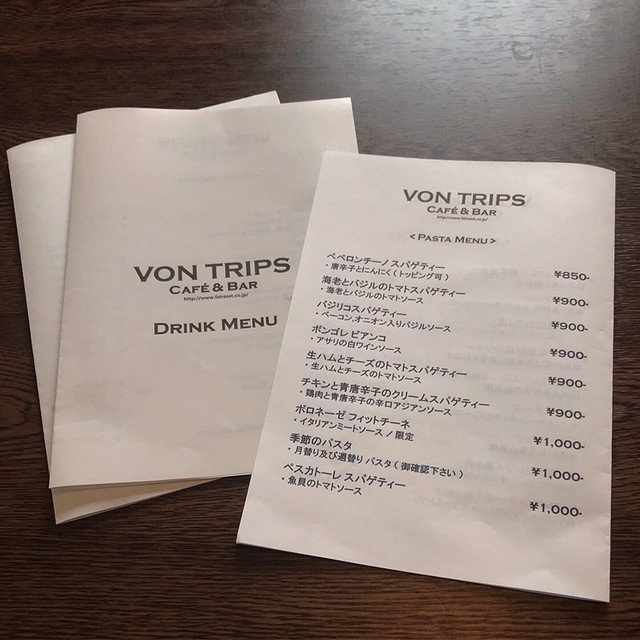 VON TRIPS
CAFÉ & BAR
http://www.faireast.co.jp/
DRINK MENU
VON TRIPS
CAFÉ & BAR
http://www.faireast.co.jp/
< PASTA MENU >
ペペロンチーノスパゲティー ¥850-
・唐辛子とにんにく(トッピング可)
海老とバジルのトマトスパゲティー ¥900-
・海老とバジルのトマトソース
バジリコスパゲティー ¥900-
・ベーコン,オニオン入りバジルソース
ボンゴレ ビアンコ ¥900-
・アサリの白ワインソース
生ハムとチーズのトマトスパゲティー ¥900-
・生ハムとチーズのトマトソース
チキンと青唐辛子のクリームスパゲティー ¥900-
・鶏肉と青唐辛子の辛口アジアンソース
ボロネーゼ フィットチーネ ¥1,000-
・イタリアンミートソース / 限定
季節のパスタ ¥1,000-
・月替り及び週替り パスタ ( 御確認下さい )
ペスカトーレ スパゲティー ¥1,000-
・魚貝のトマトソース